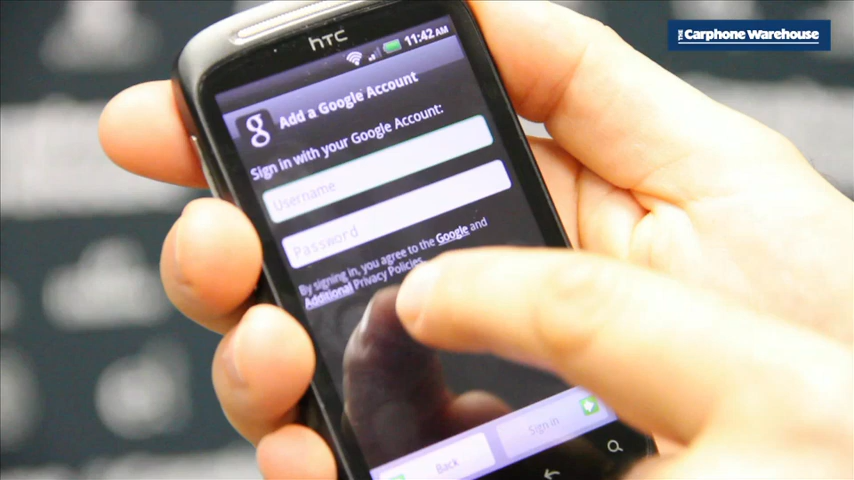 THE Carphone Warehouse
hTC
11:42 AM
g Add a Google Account
Sign in with your Google Account:
Username
Password
By signing in, you agree to the Google and
Additional Privacy Policies.
Back
Sign in